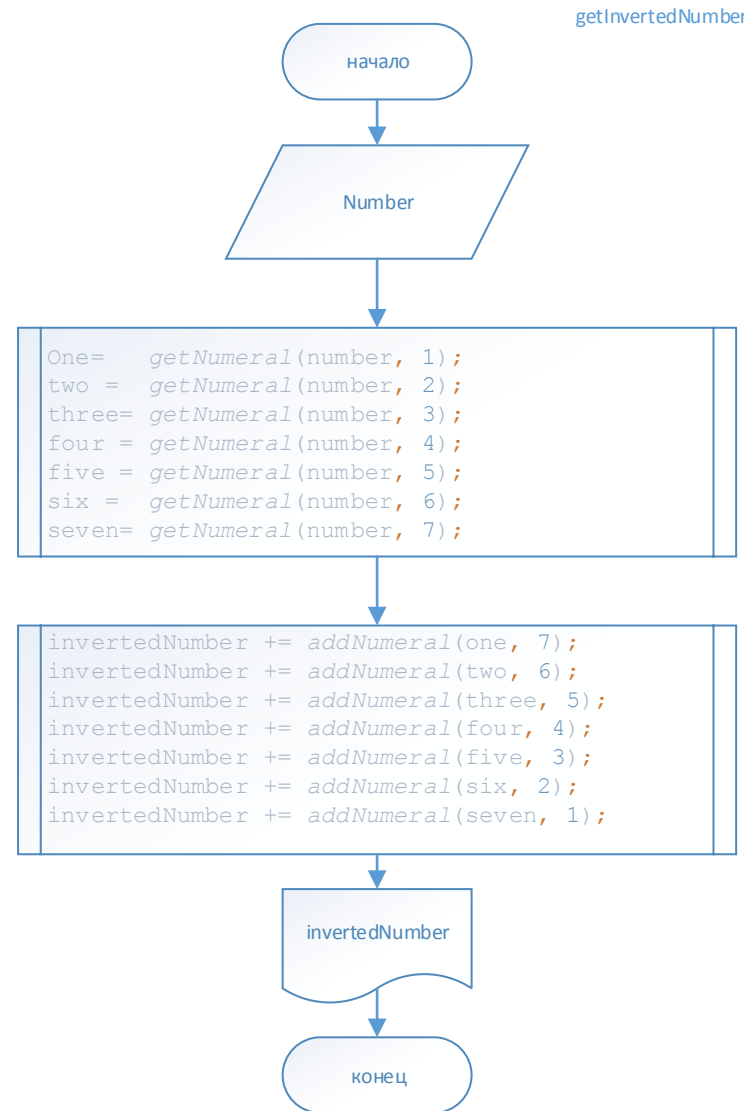 getInvertedNumber
начало
Number
One= getNumeral(number, 1);
two = getNumeral(number, 2);
three= getNumeral(number, 3);
four = getNumeral(number, 4);
five = getNumeral(number, 5);
six = getNumeral(number, 6);
seven= getNumeral(number, 7);
invertedNumber += addNumeral(one, 7);
invertedNumber += addNumeral(two, 6);
invertedNumber += addNumeral(three, 5);
invertedNumber += addNumeral(four, 4);
invertedNumber += addNumeral(five, 3);
invertedNumber += addNumeral(six, 2);
invertedNumber += addNumeral(seven, 1);
invertedNumber
конец